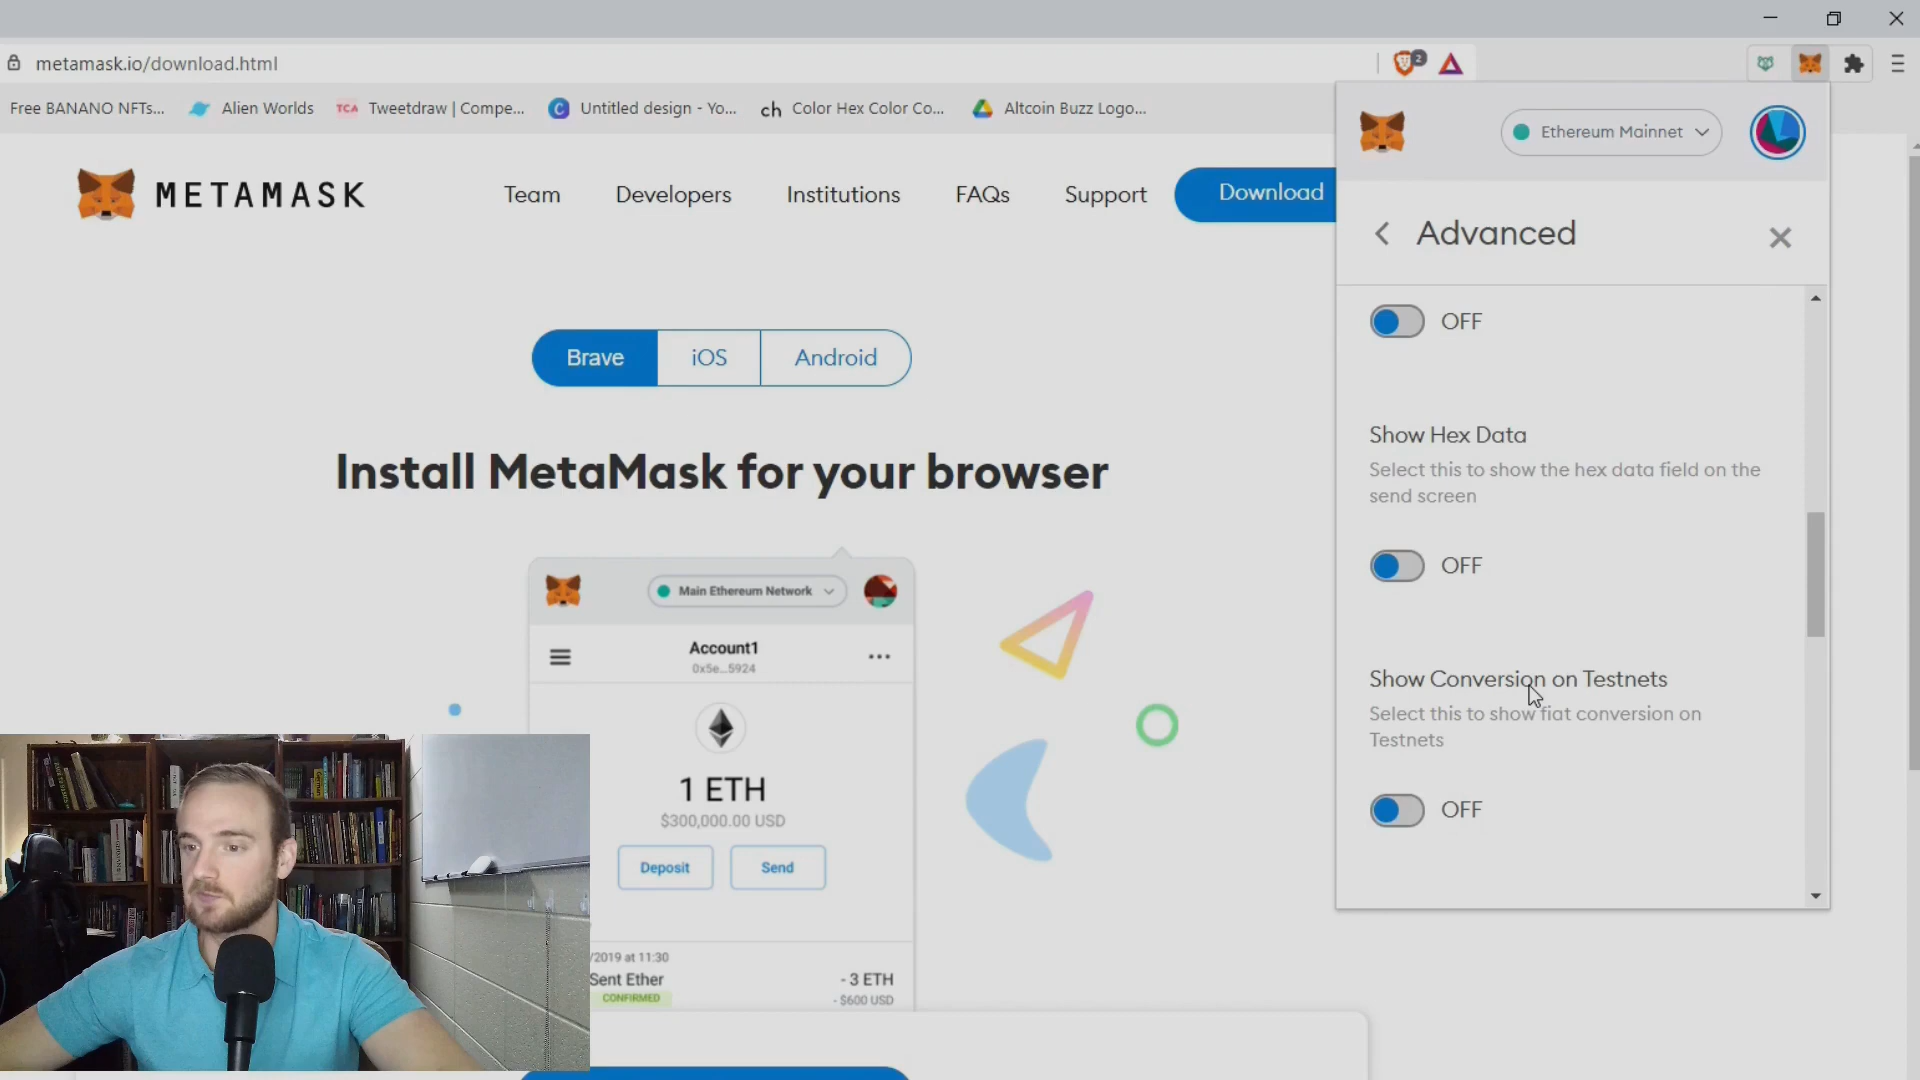 metamask.io/download.html
2
Free BANANO NFTs...
Alien Worlds
TCA
Tweetdraw | Compe...
C
Untitled design - Yo...
ch
Color Hex Color Co...
Altcoin Buzz Logo...
METAMASK
Team
Developers
Institutions
FAQs
Support
Download
Brave
iOS
Android
Install MetaMask for your browser
Main Ethereum Network
Account1
0x5e...5924
1 ETH
$300,000.00 USD
Deposit
Send
/2019 at 11:30
Sent Ether
- 3 ETH
CONFIRMED
- $600 USD
Ethereum Mainnet
Advanced
OFF
Show Hex Data
Select this to show the hex data field on the
send screen
OFF
Show Conversion on Testnets
Select this to show fiat conversion on
Testnets
OFF